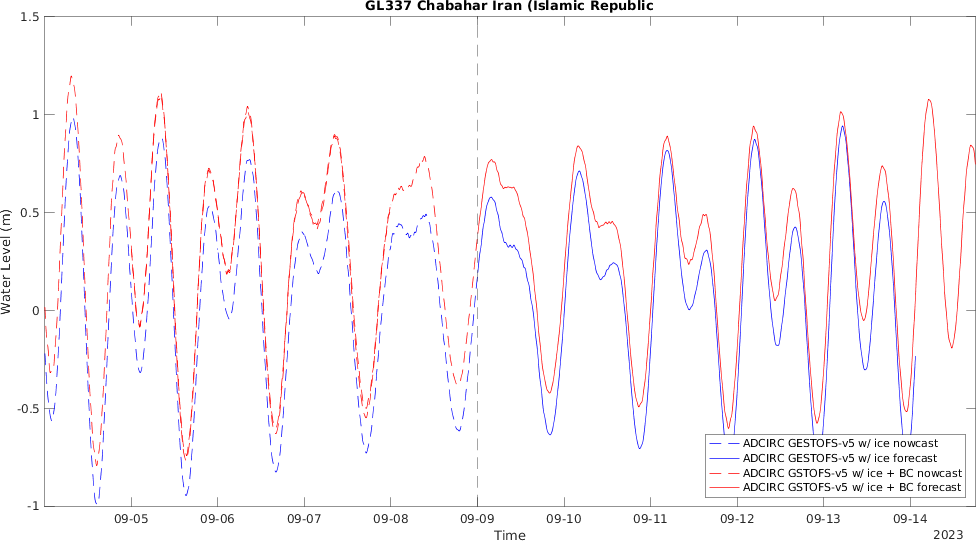 GL337 Chabahar Iran (Islamic Republic
1.5
1
0.5
0
-0.5
-1
Water Level (m)
09-05 09-06 09-07 09-08 09-09 09-10 09-11 09-12 09-13 09-14
Time
2023
ADCIRC GESTOFS-v5 w/ ice nowcast
ADCIRC GESTOFS-v5 w/ ice forecast
ADCIRC GSTOFS-v5 w/ ice + BC nowcast
ADCIRC GSTOFS-v5 w/ ice + BC forecast